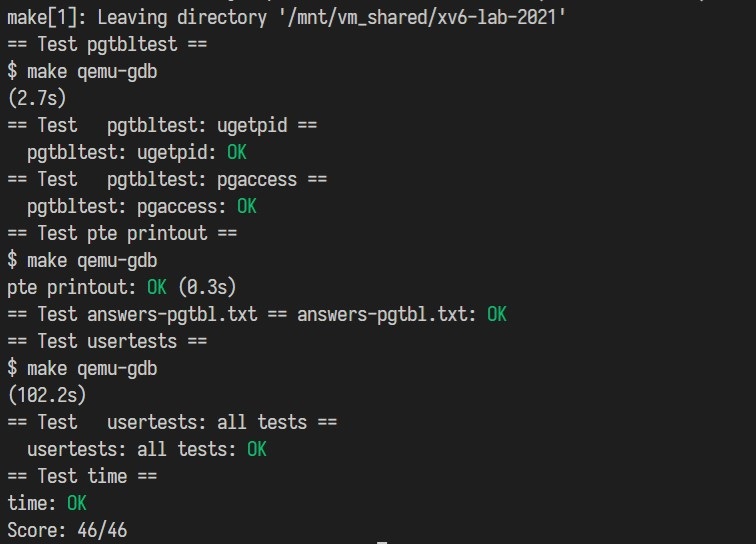 make[1]: Leaving directory '/mnt/vm_shared/xv6-lab-2021'
== Test pgtbltest ==
$ make qemu-gdb
(2.7s)
== Test   pgtbltest: ugetpid ==
  pgtbltest: ugetpid: OK
== Test   pgtbltest: pgaccess ==
  pgtbltest: pgaccess: OK
== Test pte printout ==
$ make qemu-gdb
pte printout: OK (0.3s)
== Test answers-pgtbl.txt == answers-pgtbl.txt: OK
== Test usertests ==
$ make qemu-gdb
(102.2s)
== Test   usertests: all tests ==
  usertests: all tests: OK
== Test time ==
time: OK
Score: 46/46